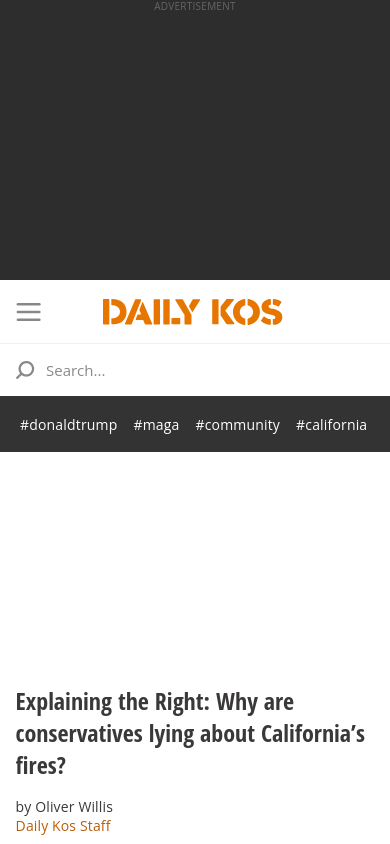 ADVERTISEMENT
DAILY KOS
Search...
#donaldtrump #maga #community #california
Explaining the Right: Why are
conservatives lying about California’s
fires?
by Oliver Willis
Daily Kos Staff